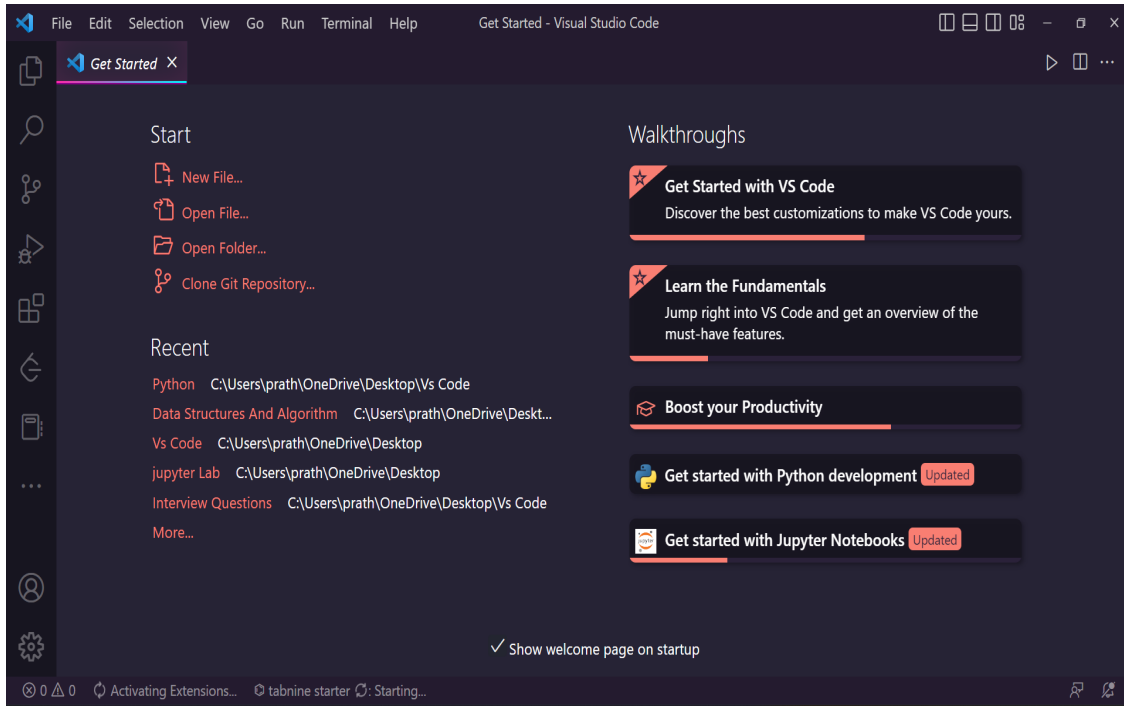 File Edit Selection View Go Run Terminal Help Get Started - Visual Studio Code
Get Started
Start
New File...
Open File...
Open Folder...
Clone Git Repository...
Recent
Python C:\Users\prath\OneDrive\Desktop\Vs Code
Data Structures And Algorithm C:\Users\prath\OneDrive\Deskt...
Vs Code C:\Users\prath\OneDrive\Desktop
jupyter Lab C:\Users\prath\OneDrive\Desktop
Interview Questions C:\Users\prath\OneDrive\Desktop\Vs Code
More...
Walkthroughs
Get Started with VS Code
Discover the best customizations to make VS Code yours.
Learn the Fundamentals
Jump right into VS Code and get an overview of the
must-have features.
Boost your Productivity
Get started with Python development Updated
jupyter
Get started with Jupyter Notebooks Updated
Show welcome page on startup
0 0 Activating Extensions... tabnine starter : Starting...